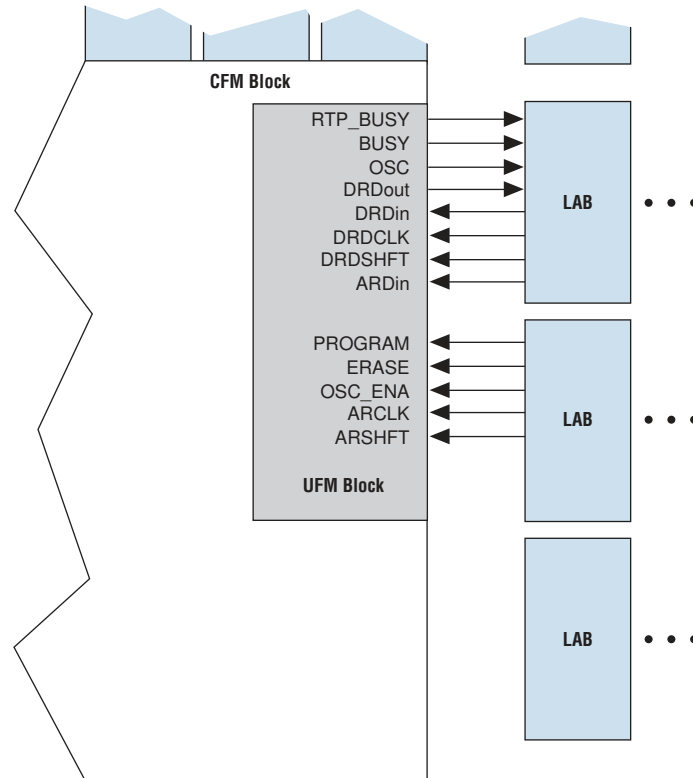 CFM Block
RTP_BUSY
BUSY
OSC
DRDout
DRDin
DRDCLK
DRDSHFT
ARDin
LAB
PROGRAM
ERASE
OSC_ENA
ARCLK
ARSHFT
LAB
UFM Block
LAB